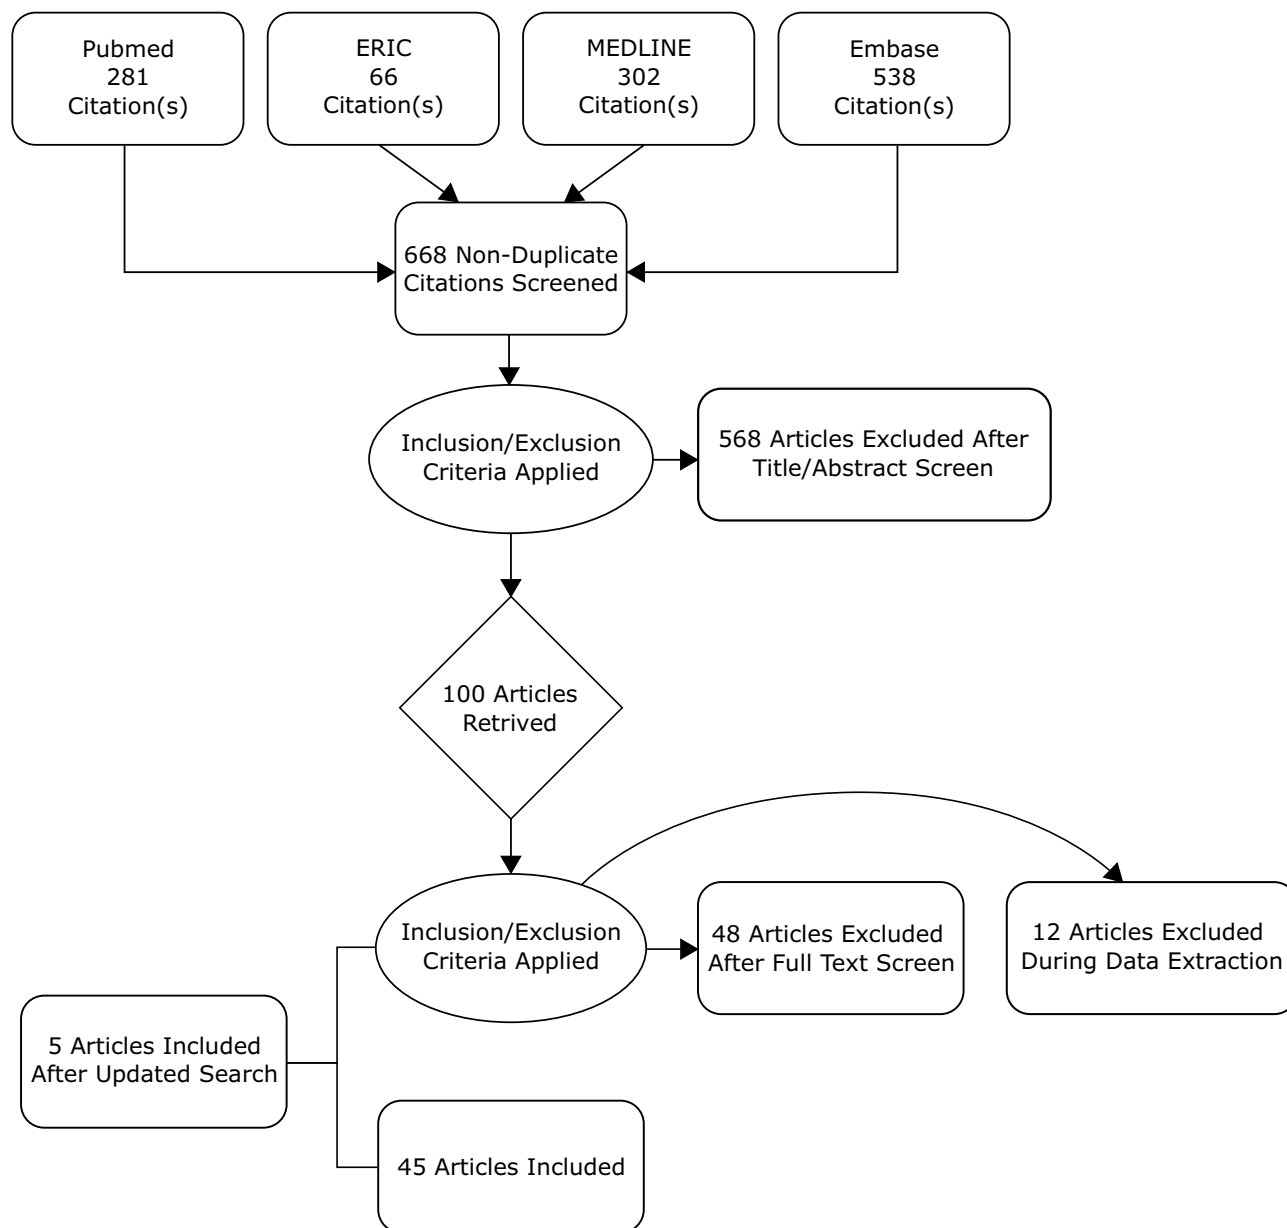 Pubmed
281
Citation(s)
ERIC
66
Citation(s)
MEDLINE
302
Citation(s)
Embase
538
Citation(s)
668 Non-Duplicate
Citations Screened
Inclusion/Exclusion
Criteria Applied
568 Articles Excluded After
Title/Abstract Screen
100 Articles
Retrived
Inclusion/Exclusion
Criteria Applied
48 Articles Excluded
After Full Text Screen
12 Articles Excluded
During Data Extraction
5 Articles Included
After Updated Search
45 Articles Included